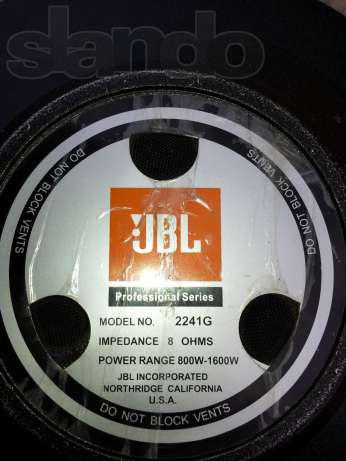 slando
DO NOT BLOCK VENTS
DO NOT BLOCK VENTS
JBL
Professional Series
MODEL NO. 2241G
IMPEDANCE 8 OHMS
POWER RANGE 800W-1600W
JBL INCORPORATED
NORTHRIDGE CALIFORNIA
U.S.A.
DO NOT BLOCK VENTS